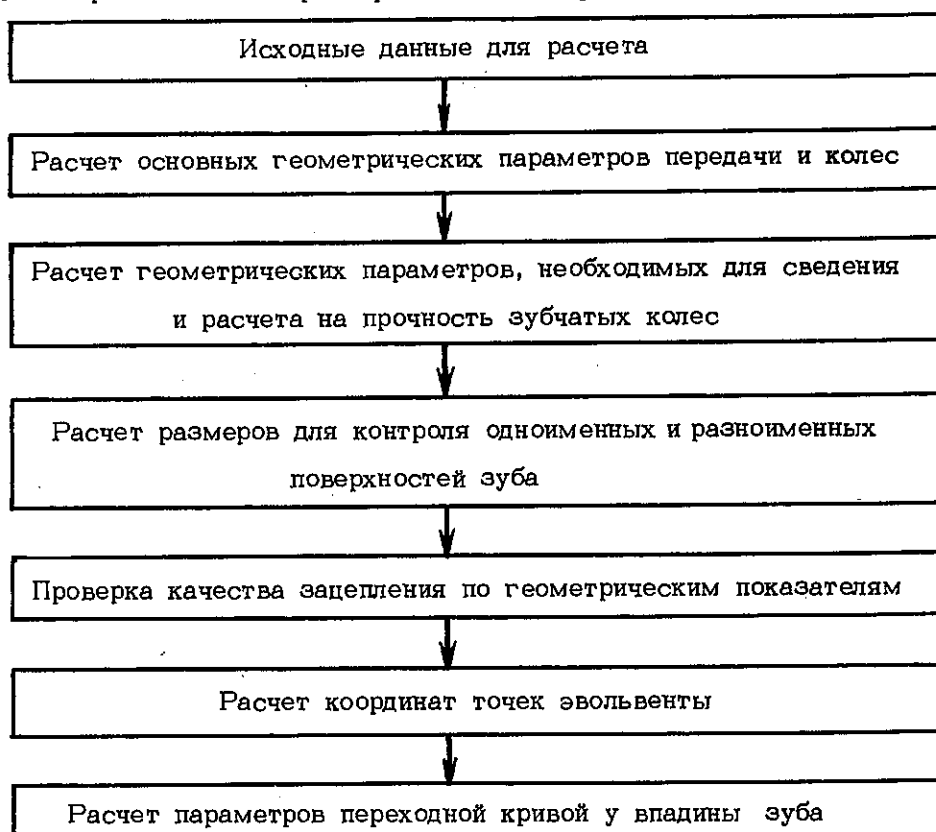 Исходные данные для расчета
Расчет основных геометрических параметров передачи и колес
Расчет геометрических параметров, необходимых для сведения
и расчета на прочность зубчатых колес
Расчет размеров для контроля одноименных и разноименных
поверхностей зуба
Проверка качества зацепления по геометрическим показателям
Расчет координат точек эвольвенты
Расчет параметров переходной кривой у впадины зуба